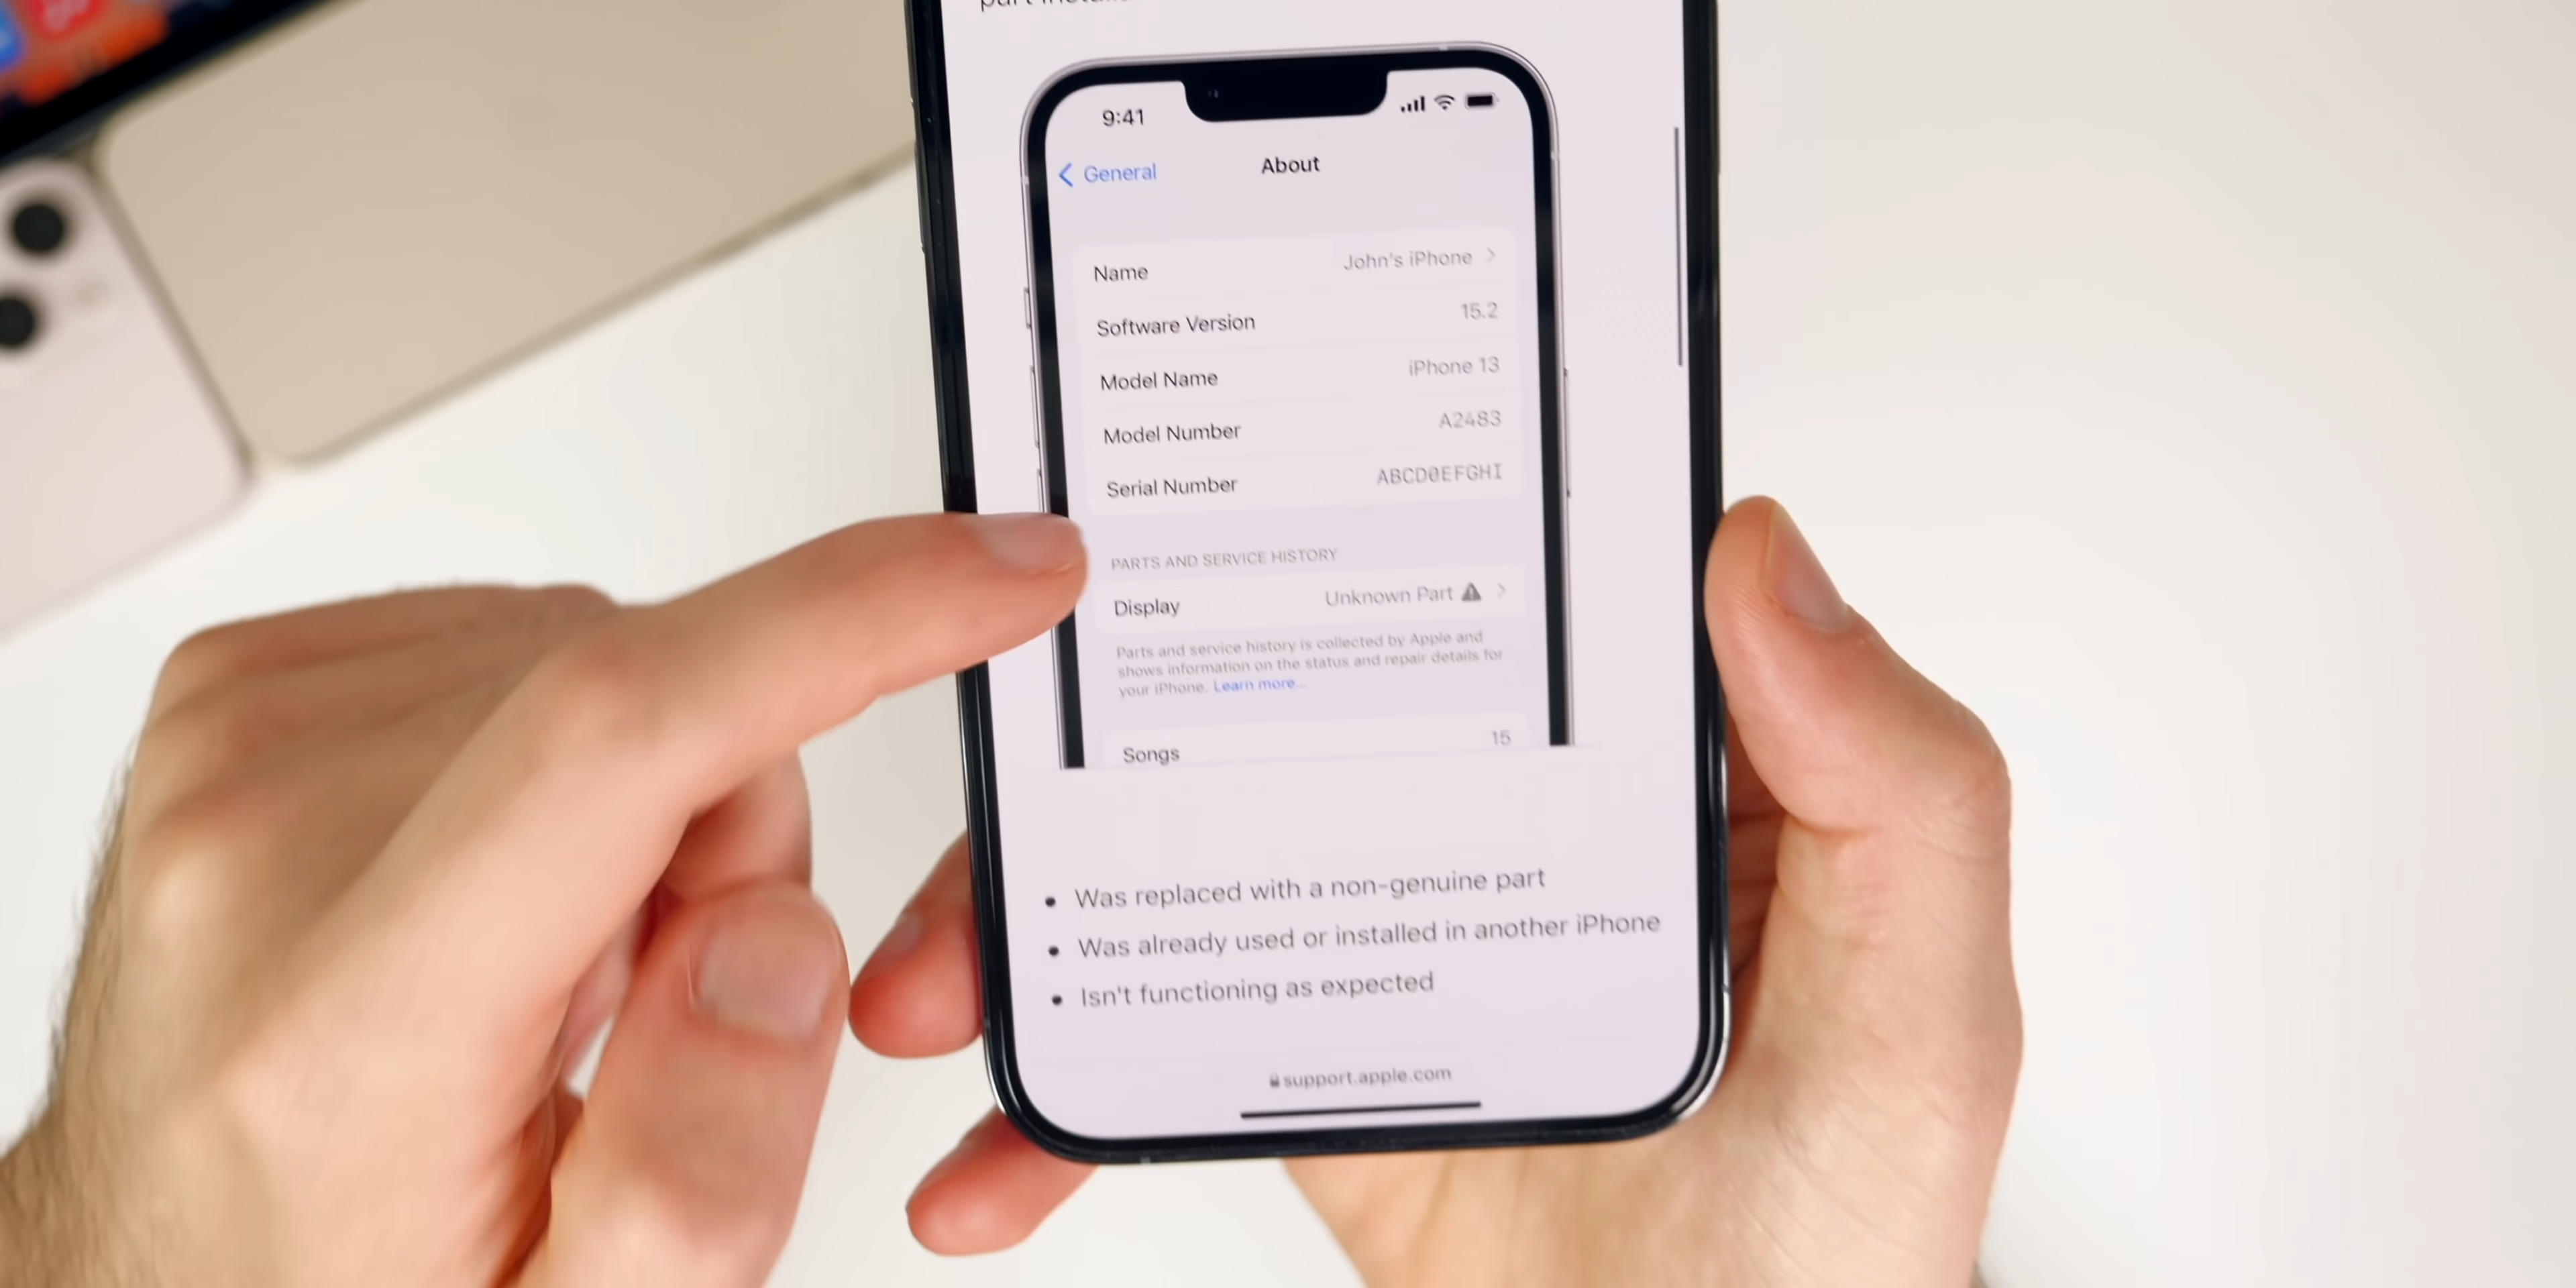 9:41
General
About
Name John's iPhone
Software Version 15.2
Model Name iPhone 13
Model Number A2483
Serial Number ABCD0EFGHI
PARTS AND SERVICE HISTORY
Display Unknown Part
Parts and service history is collected by Apple and
shows information on the status and repair details for
your iPhone. Learn more...
Songs 15
• Was replaced with a non-genuine part
• Was already used or installed in another iPhone
• Isn't functioning as expected
support.apple.com